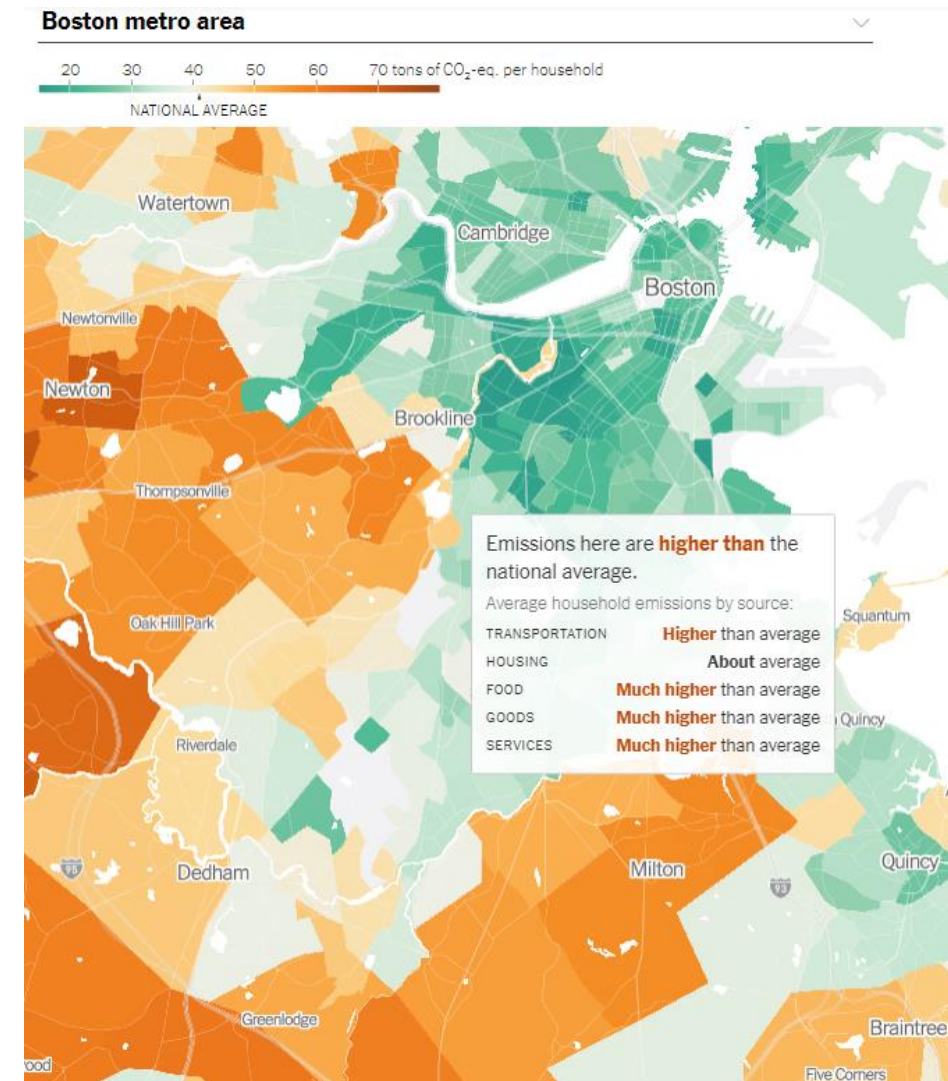 Boston metro area
20 30 40 50 60 70 tons of CO₂-eq. per household
NATIONAL AVERAGE
Watertown
Cambridge
Boston
Newtonville
Newton
Brookline
Thompsonville
Emissions here are higher than the
national average.
Average household emissions by source:
TRANSPORTATION Higher than average
HOUSING About average
FOOD Much higher than average
GOODS Much higher than average
SERVICES Much higher than average
Oak Hill Park
Squantum
Quincy
Riverdale
95
Dedham
Milton
93
Quincy
Greenlodge
Braintree
ood
Five Corners